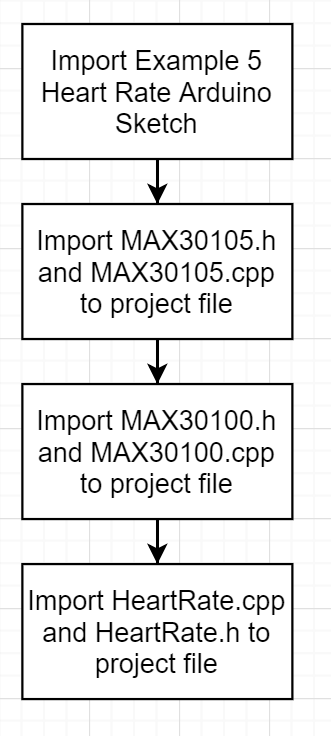 Import Example 5
Heart Rate Arduino
Sketch
Import MAX30105.h
and MAX30105.cpp
to project file
Import MAX30100.h
and MAX30100.cpp
to project file
Import HeartRate.cpp
and HeartRate.h to
project file